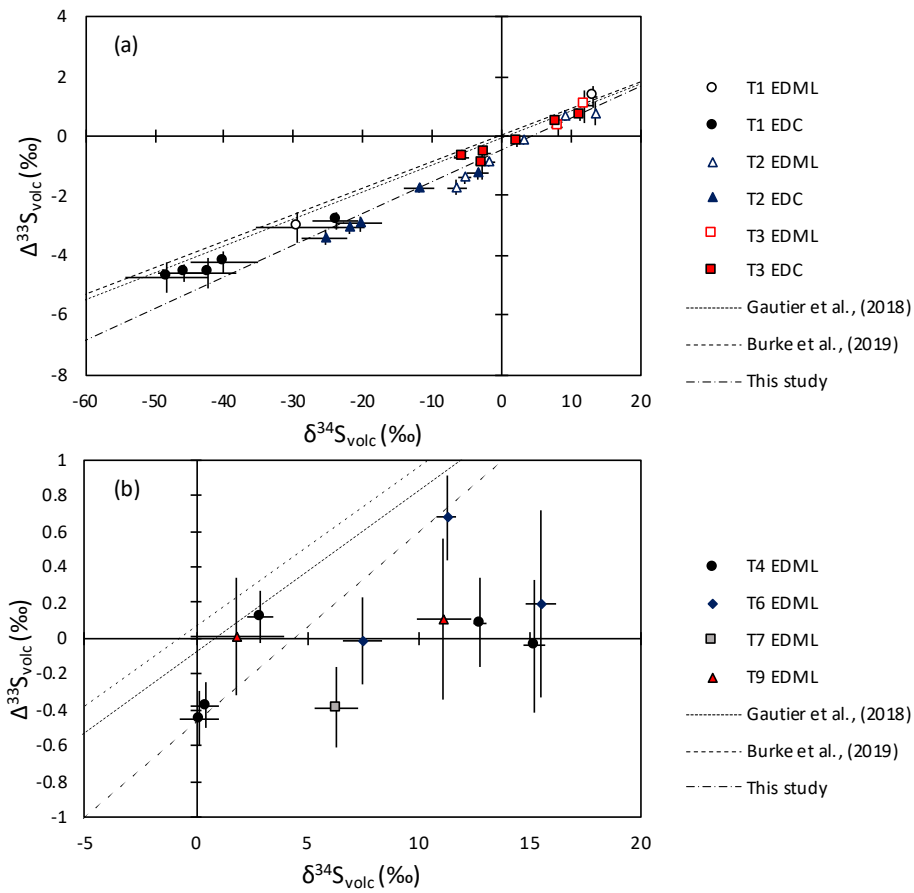 (a)
4
2
0
-2
-4
-6
-8
Δ³³S_volc (‰)
-60 -50 -40 -30 -20 -10 0 10 20
δ³⁴S_volc (‰)
T1 EDML
T1 EDC
T2 EDML
T2 EDC
T3 EDML
T3 EDC
Gautier et al., (2018)
Burke et al., (2019)
This study
(b)
1
0.8
0.6
0.4
0.2
0
-0.2
-0.4
-0.6
-0.8
-1
Δ³³S_volc (‰)
-5 0 5 10 15 20
δ³⁴S_volc (‰)
T4 EDML
T6 EDML
T7 EDML
T9 EDML
Gautier et al., (2018)
Burke et al., (2019)
This study